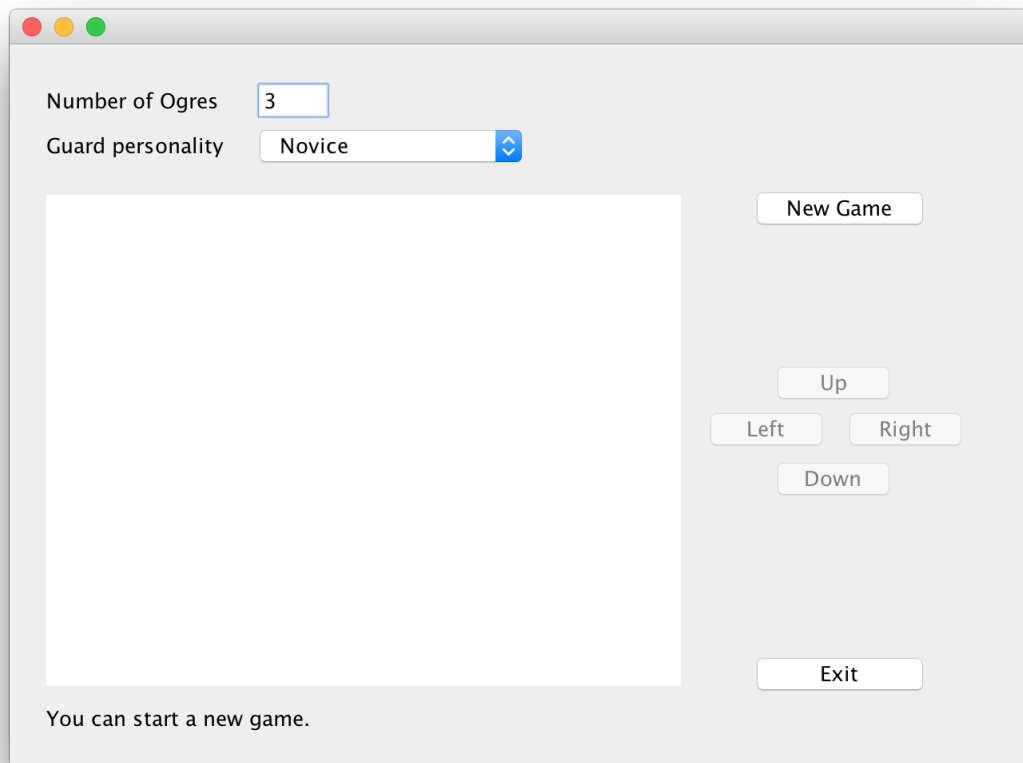 Number of Ogres 3
Guard personality Novice
New Game
Up
Left Right
Down
Exit
You can start a new game.